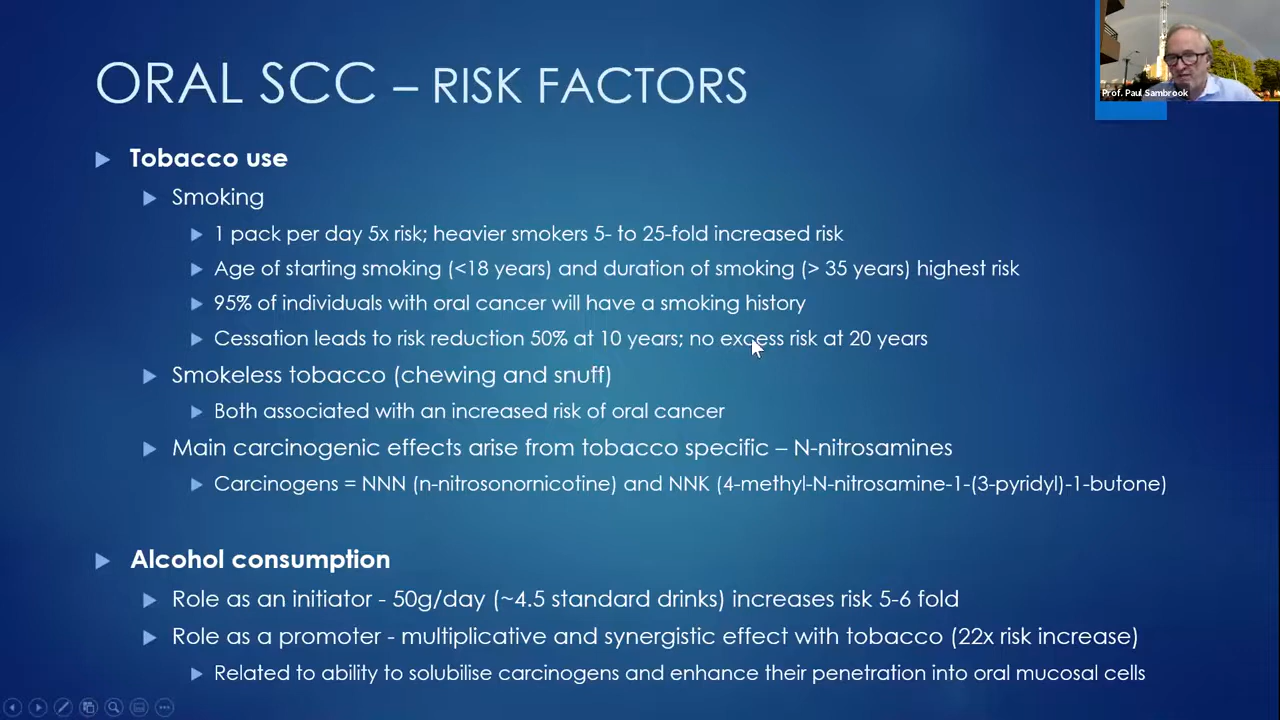 ORAL SCC – RISK FACTORS
Prof. Paul Sambrook
Tobacco use
Smoking
1 pack per day 5x risk; heavier smokers 5- to 25-fold increased risk
Age of starting smoking (<18 years) and duration of smoking (> 35 years) highest risk
95% of individuals with oral cancer will have a smoking history
Cessation leads to risk reduction 50% at 10 years; no excess risk at 20 years
Smokeless tobacco (chewing and snuff)
Both associated with an increased risk of oral cancer
Main carcinogenic effects arise from tobacco specific – N-nitrosamines
Carcinogens = NNN (n-nitrosonornicotine) and NNK (4-methyl-N-nitrosamine-1-(3-pyridyl)-1-butone)
Alcohol consumption
Role as an initiator - 50g/day (~4.5 standard drinks) increases risk 5-6 fold
Role as a promoter - multiplicative and synergistic effect with tobacco (22x risk increase)
Related to ability to solubilise carcinogens and enhance their penetration into oral mucosal cells